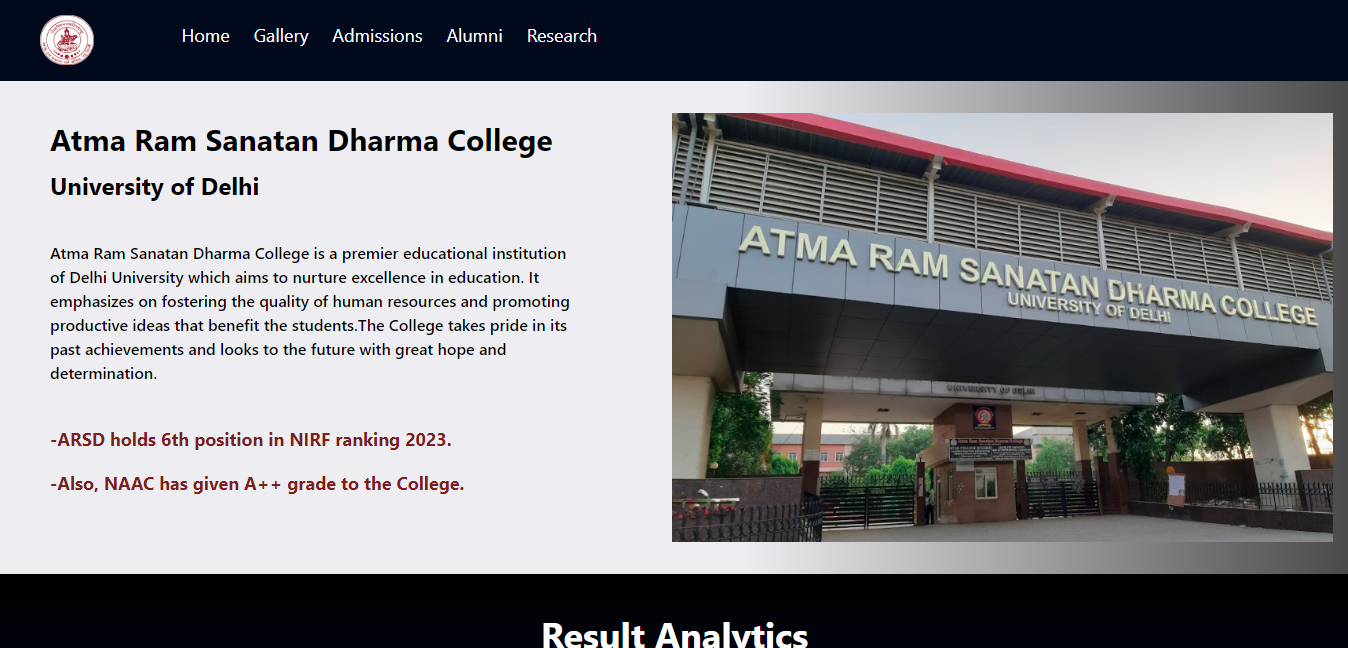 Home Gallery Admissions Alumni Research
Atma Ram Sanatan Dharma College
University of Delhi
Atma Ram Sanatan Dharma College is a premier educational institution
of Delhi University which aims to nurture excellence in education. It
emphasizes on fostering the quality of human resources and promoting
productive ideas that benefit the students.The College takes pride in its
past achievements and looks to the future with great hope and
determination.
-ARSD holds 6th position in NIRF ranking 2023.
-Also, NAAC has given A++ grade to the College.
ATMA RAM SANATAN DHARMA COLLEGE
UNIVERSITY OF DELHI
UNIVERSITY OF DELHI
Atma Ram Sanatan Dharma College
Result Analytics